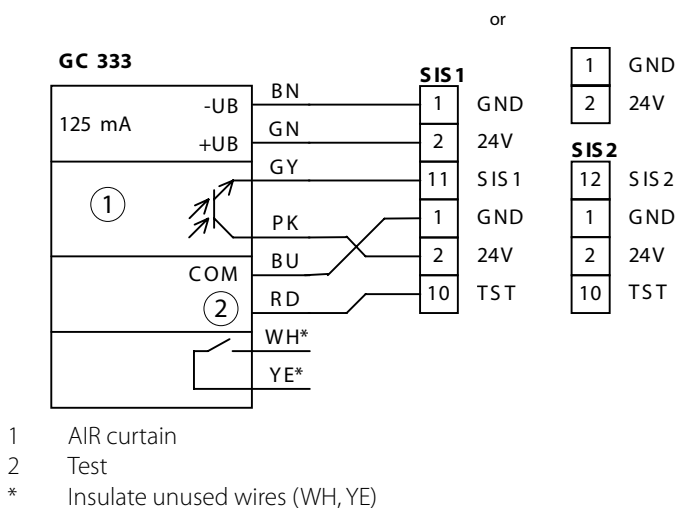 or
GC 333
SIS1
1 GND
125 mA
-UB
BN
1 GND
2 24V
+UB
GN
2 24V
SIS2
GY
11 SIS1
12 SIS2
1
PK
1 GND
1 GND
COM
BU
2 24V
2 24V
2
RD
10 TST
10 TST
WH*
YE*
1 AIR curtain
2 Test
* Insulate unused wires (WH, YE)